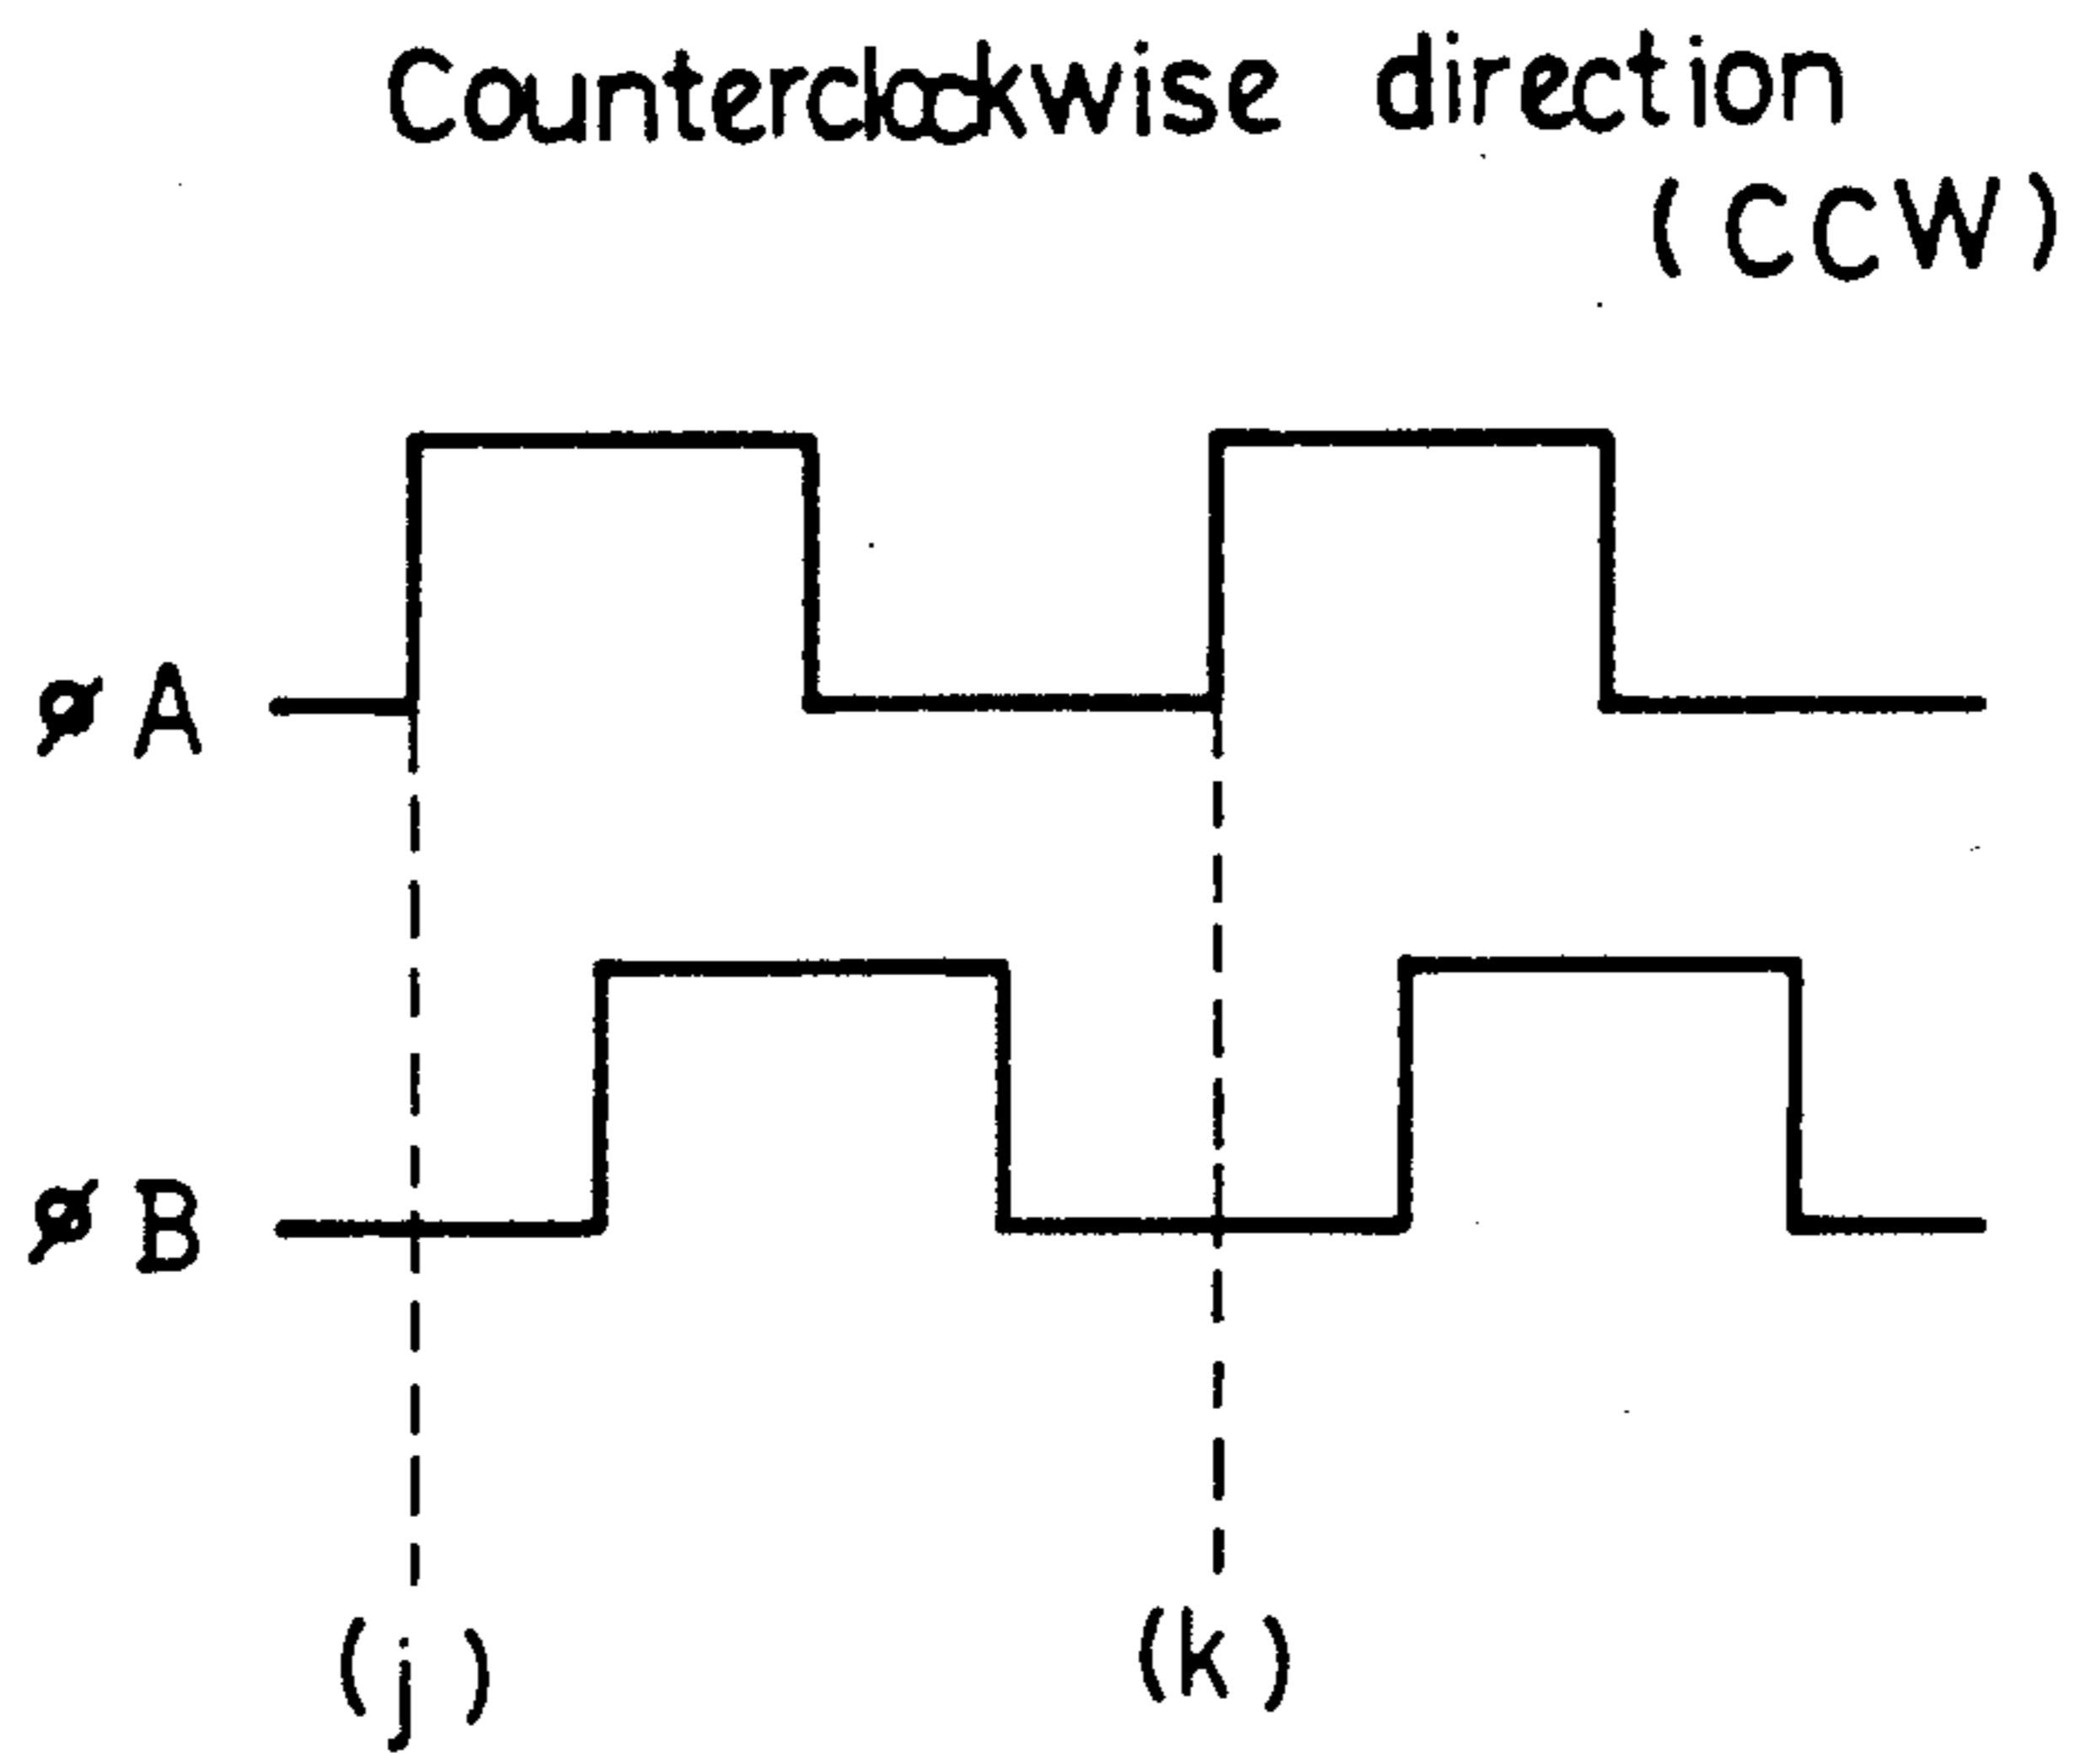 Counterclockwise direction
(CCW)
ø A
ø B
(j)
(k)